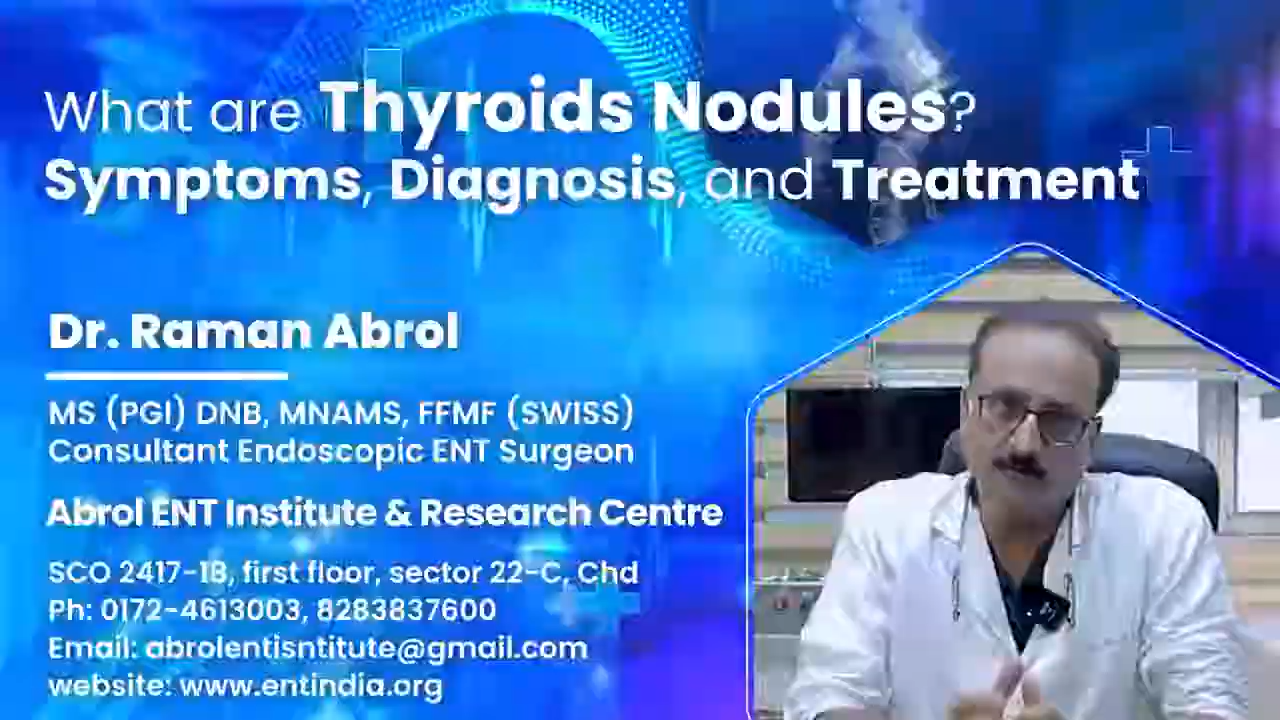 What are Thyroids Nodules?
Symptoms, Diagnosis, and Treatment
Dr. Raman Abrol
MS (PGI) DNB, MNAMS, FFMF (SWISS)
Consultant Endoscopic ENT Surgeon
Abrol ENT Institute & Research Centre
SCO 2417-18, first floor, sector 22-C, Chd
Ph: 0172-4613003, 8283837600
Email: abrolentisntitute@gmail.com
website: www.entindia.org